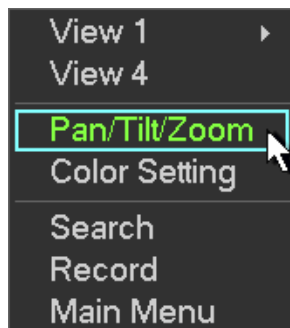 View 1
View 4
Pan/Tilt/Zoom
Color Setting
Search
Record
Main Menu